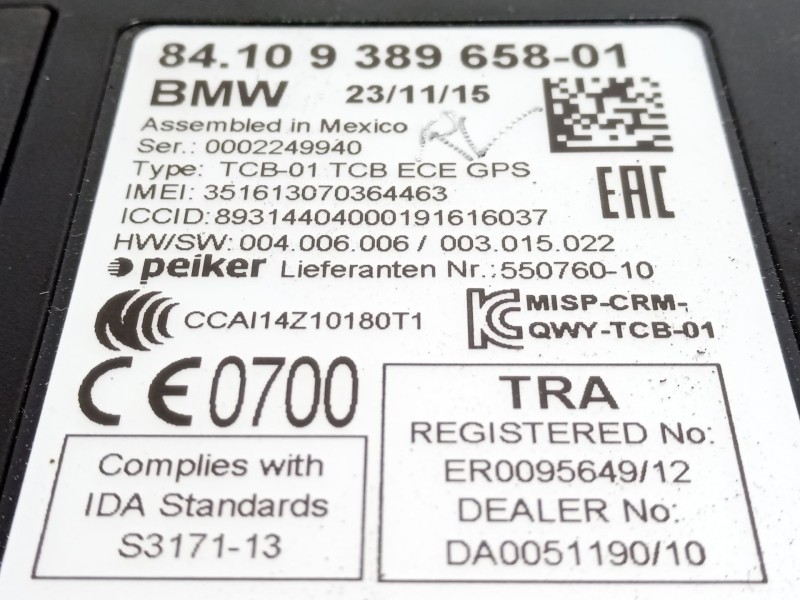 84.10 9 389 658-01
BMW 23/11/15
Assembled in Mexico
Ser.: 0002249940
Type: TCB-01 TCB ECE GPS
IMEI: 351613070364463
ICCID: 89314404000191616037
HW/SW: 004.006.006 / 003.015.022
peiker Lieferanten Nr.:550760-10
EAC
CCAI14Z10180T1
KC MISP-CRM-
QWY-TCB-01
CE0700
Complies with
IDA Standards
S3171-13
TRA
REGISTERED No:
ER0095649/12
DEALER No:
DA0051190/10